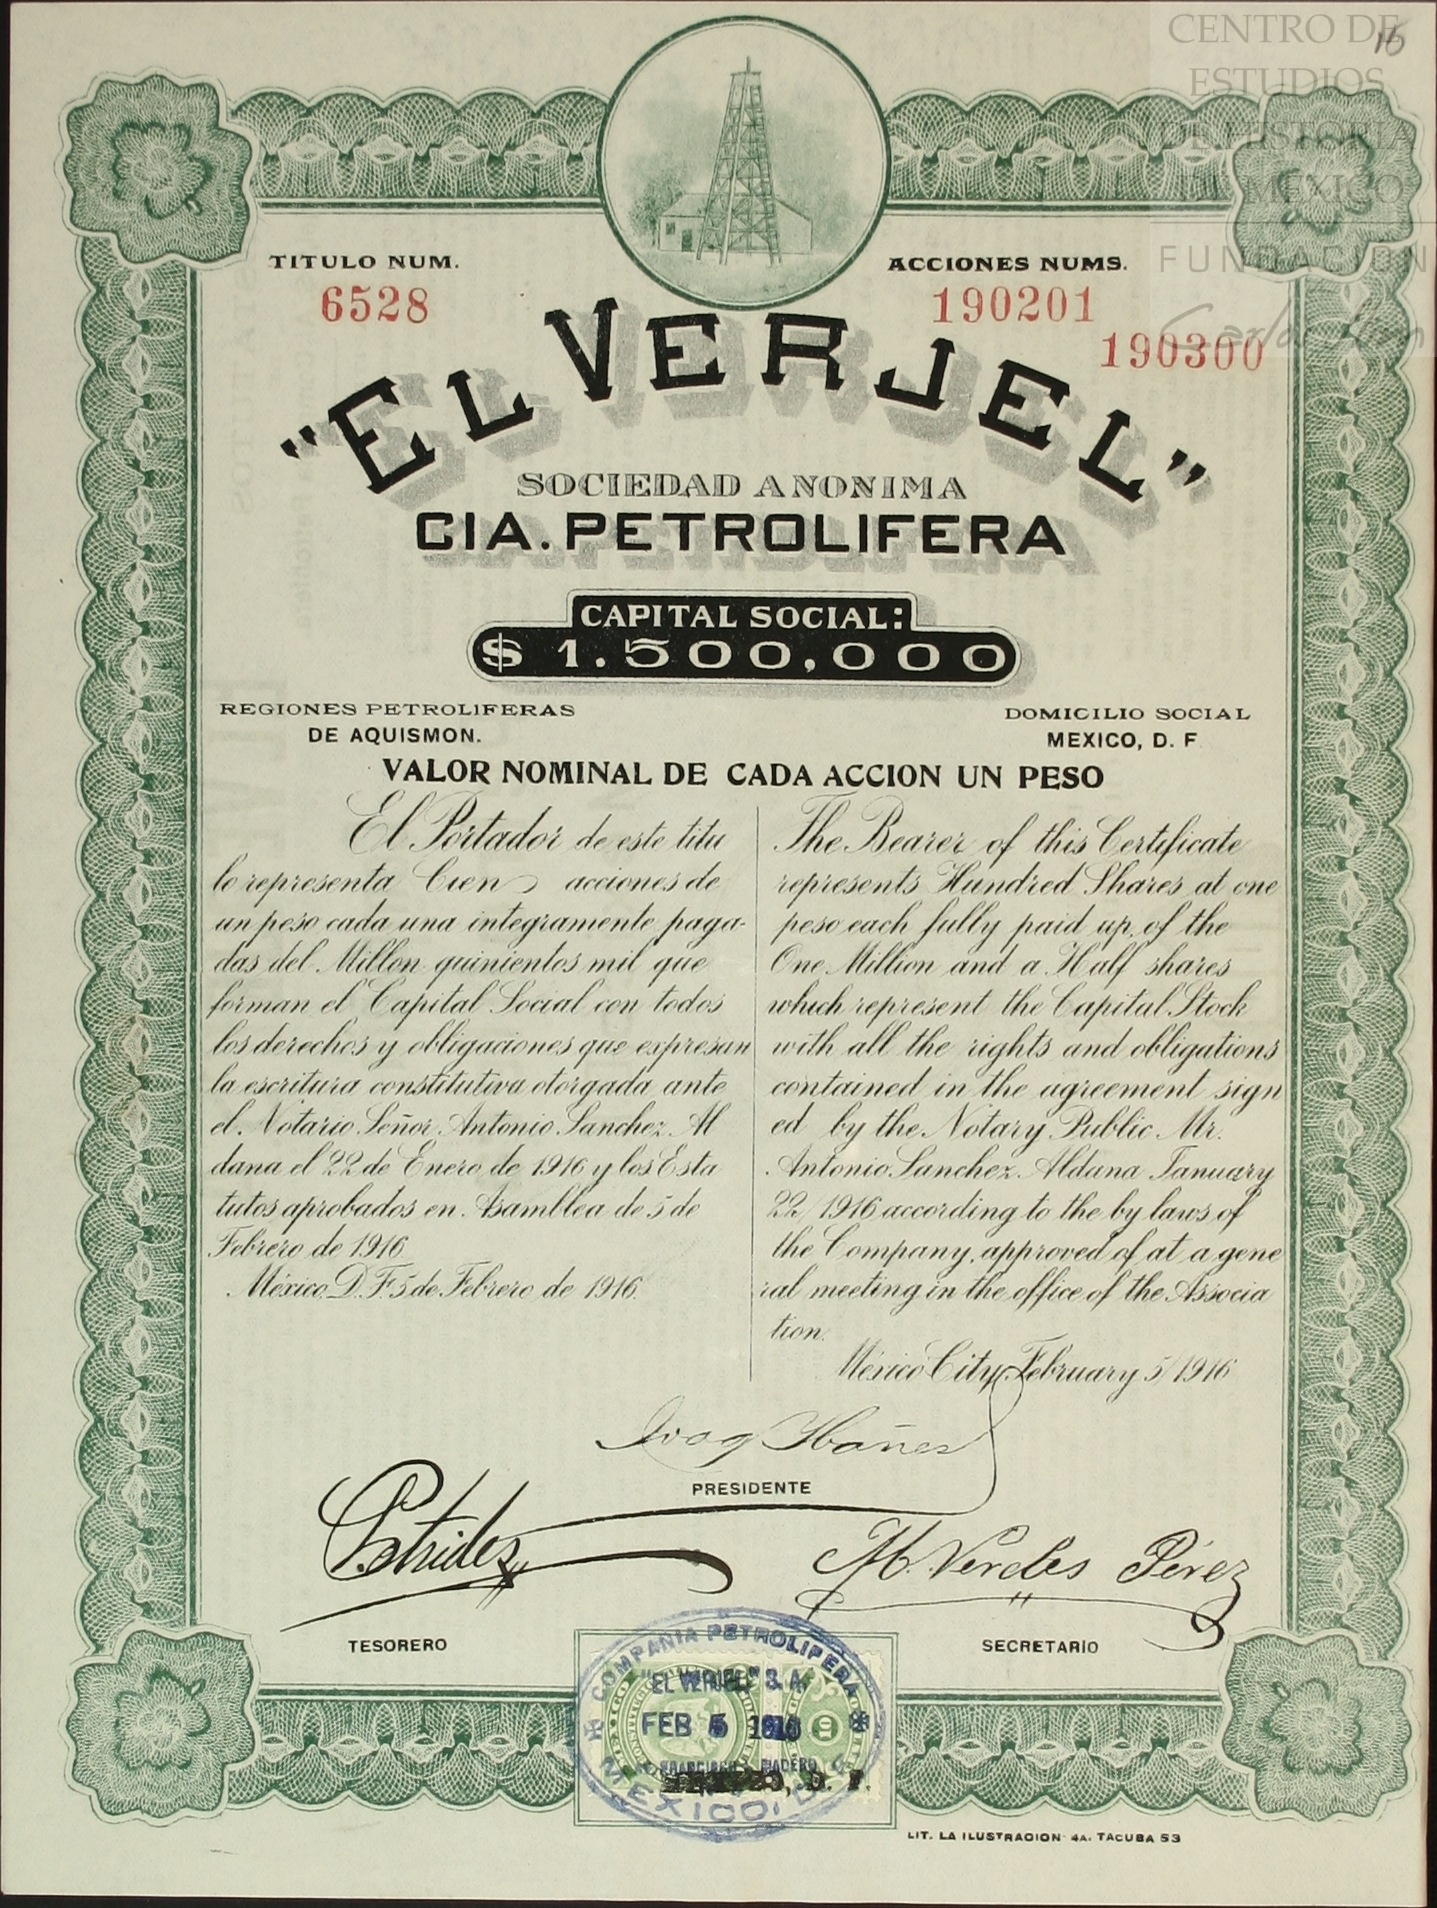 CENTRO DE
ESTUDIOS
DE HISTORIA
DE MEXICO
FUNDACIÓN
Carlos Slim
16
TITULO NUM.
6528
ACCIONES NUMS.
190201
190300
"EL VERJEL"
SOCIEDAD ANONIMA
CIA. PETROLIFERA
CAPITAL SOCIAL:
$ 1.500,000
REGIONES PETROLIFERAS
DE AQUISMON.
DOMICILIO SOCIAL
MEXICO, D. F.
VALOR NOMINAL DE CADA ACCION UN PESO
El Portador de este titu
lo representa Cien acciones de
un peso cada una integramente paga-
das del Millon quinientos mil que
forman el Capital Social con todos
los derechos y obligaciones que expresan
la escritura constitutiva otorgada ante
el Notario Señor Antonio Sanchez Al
dana el 22 de Enero de 1916 y los Esta
tutos aprobados en Asamblea de 5 de
Febrero de 1916
México D. F. 5 de Febrero de 1916.
The Bearer of this Certificate
represents Hundred Shares at one
peso each fully paid up, of the
One Million and a Half shares
which represent the Capital Stock
with all the rights and obligations
contained in the agreement sign
ed by the Notary Public Mr.
Antonio Sanchez Aldana January
22/1916 according to the by laws of
the Company, approved of at a gene
ral meeting in the office of the Associa
tion.
México City, February 5/1916
Ibañes
PRESIDENTE
M. Verdes Pérez
TESORERO
SECRETARIO
COMPAÑIA PETROLIFERA
"EL VERJEL" S. A.
FEB 5 1916
MEXICO, D. F.
LIT. LA ILUSTRACION 4A. TACUBA 53